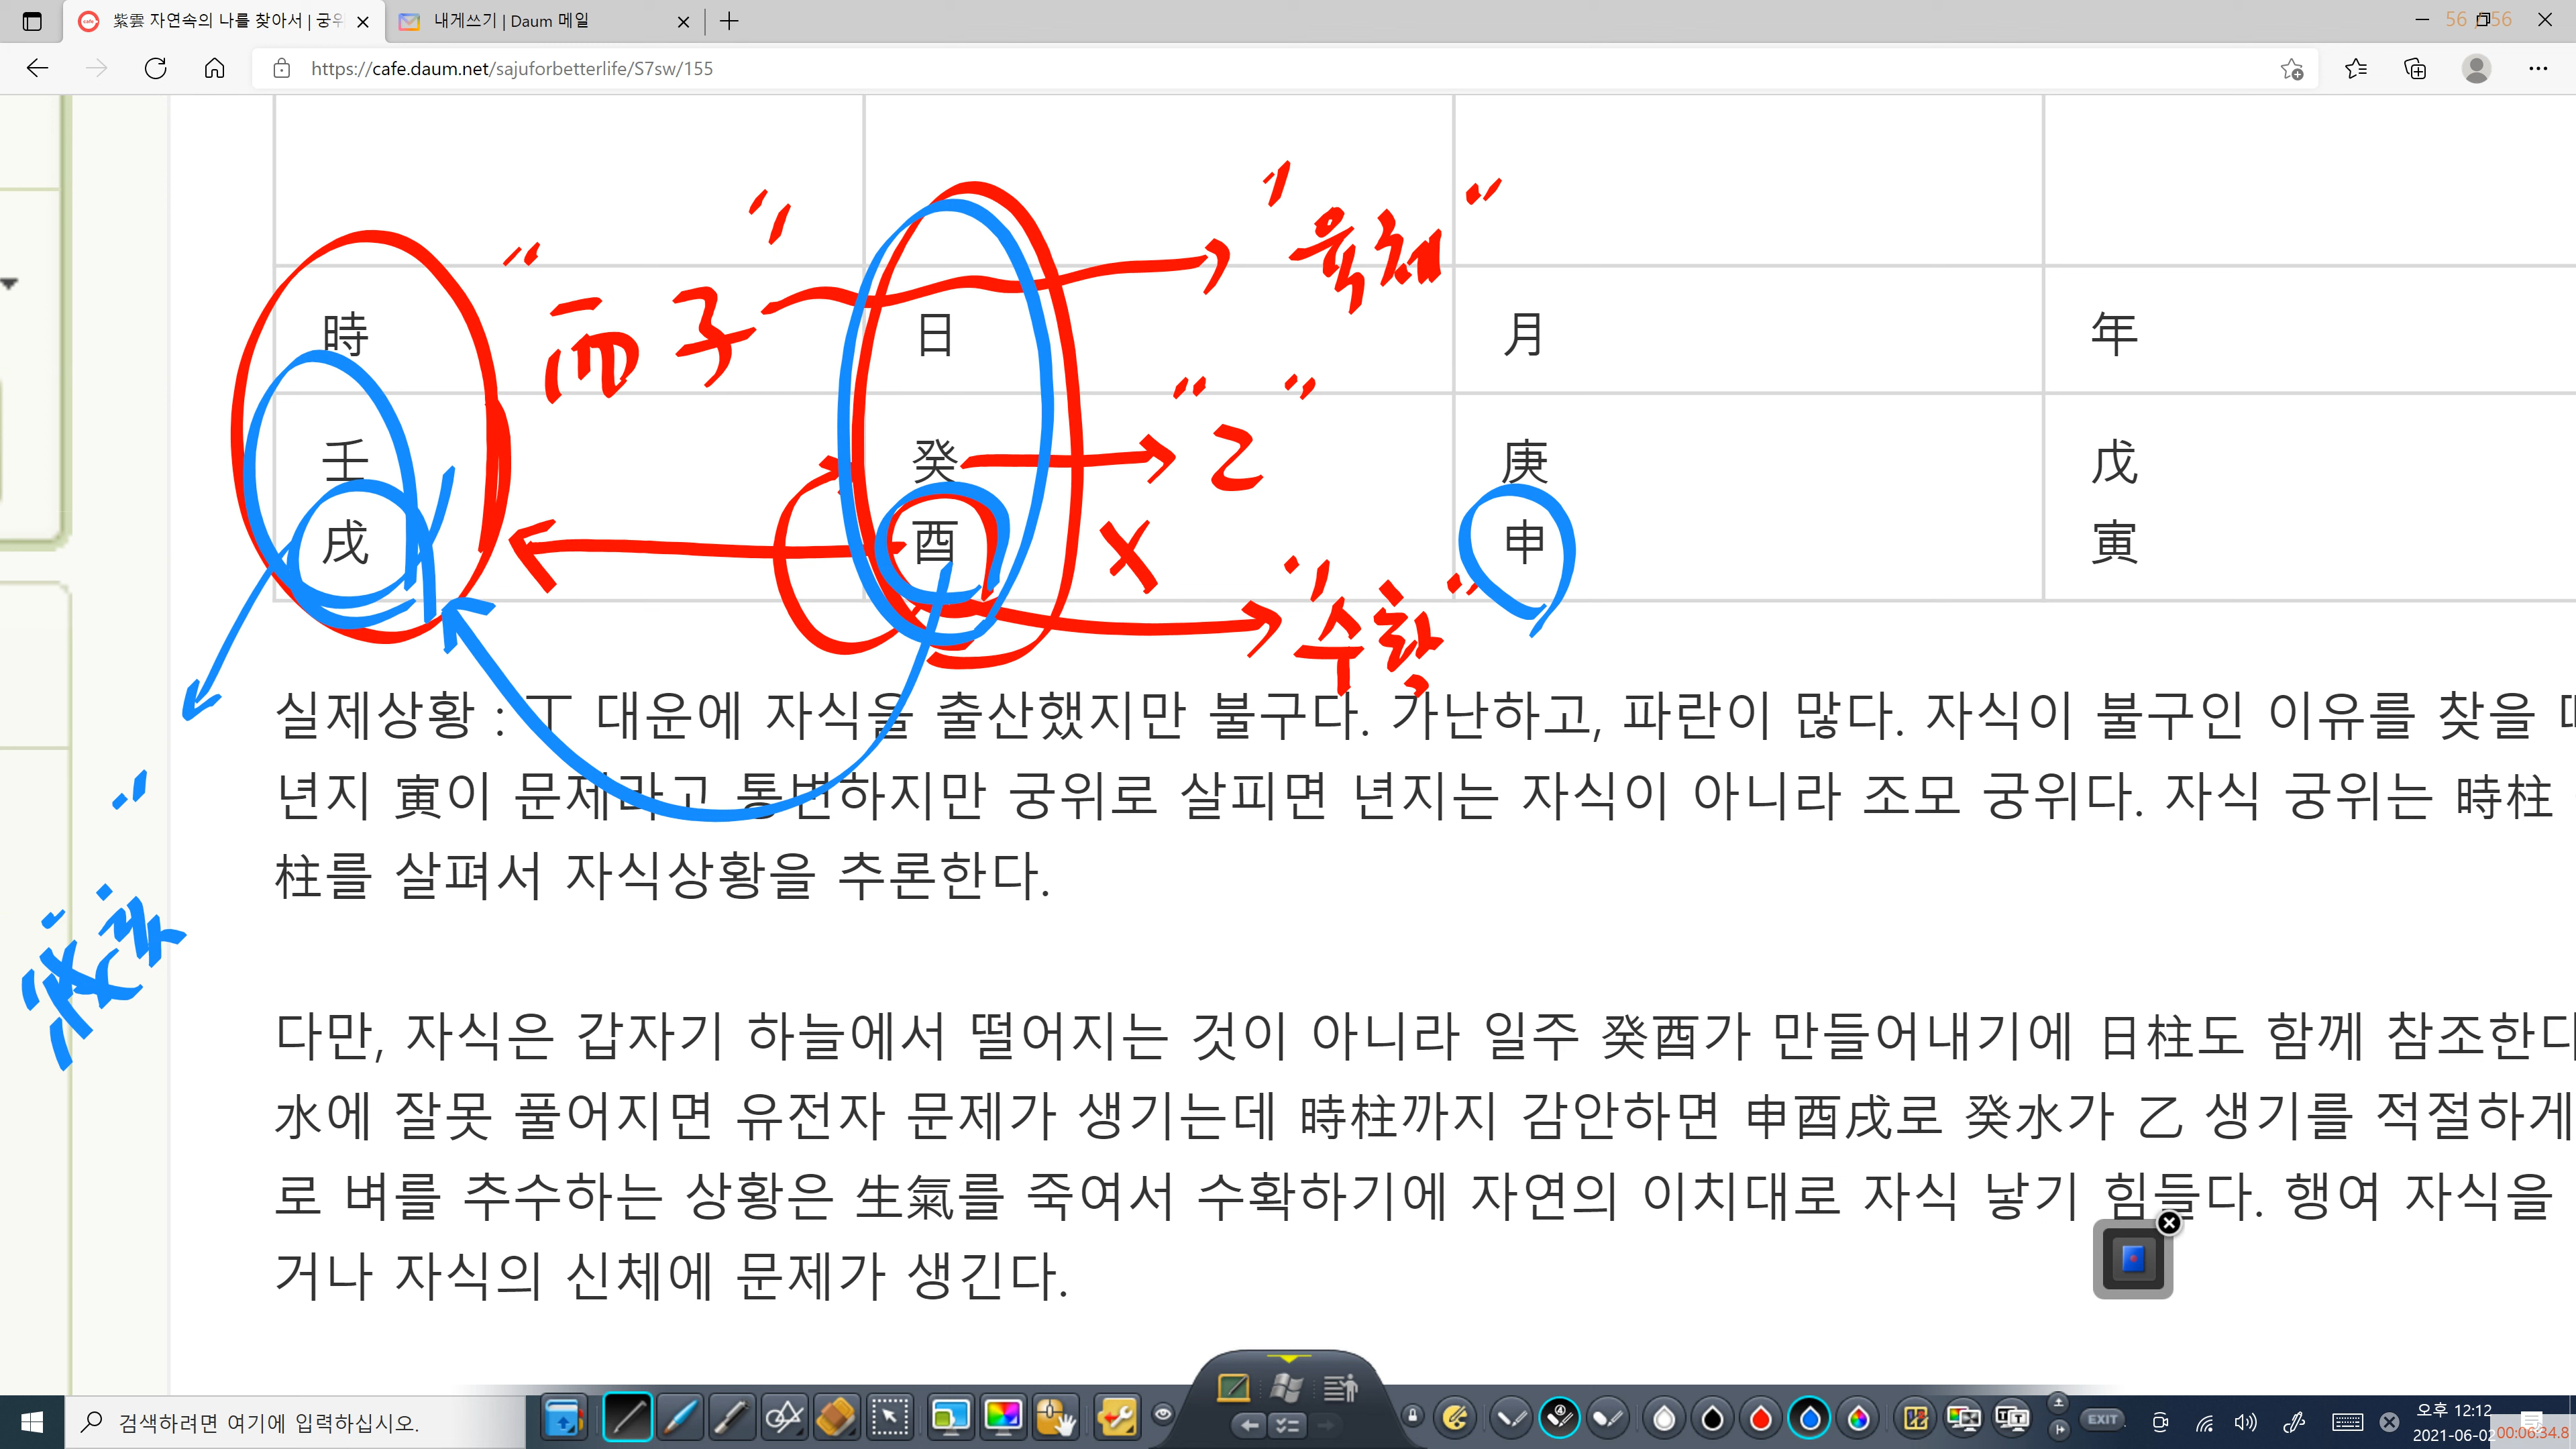 紫雲 자연속의 나를 찾아서 | 궁위
내게쓰기 | Daum 메일
56 / 56
https://cafe.daum.net/sajuforbetterlife/S7sw/155
"육체"
時 日 月 年
"乙"
壬 癸 庚 戊
戌 酉 申 寅
X
"수확"
실제상황 : 丁 대운에 자식을 출산했지만 불구다. 가난하고, 파란이 많다. 자식이 불구인 이유를 찾을
년지 寅이 문제라고 통변하지만 궁위로 살피면 년지는 자식이 아니라 조모 궁위다. 자식 궁위는 時柱
柱를 살펴서 자식상황을 추론한다.
다만, 자식은 갑자기 하늘에서 떨어지는 것이 아니라 일주 癸酉가 만들어내기에 日柱도 함께 참조한다
水에 잘못 풀어지면 유전자 문제가 생기는데 時柱까지 감안하면 申酉戌로 癸水가 乙 생기를 적절하게
로 벼를 추수하는 상황은 生氣를 죽여서 수확하기에 자연의 이치대로 자식 낳기 힘들다. 행여 자식을
거나 자식의 신체에 문제가 생긴다.
검색하려면 여기에 입력하십시오.
EXIT
오후 12:12
2021-06-02
00:06:34.8